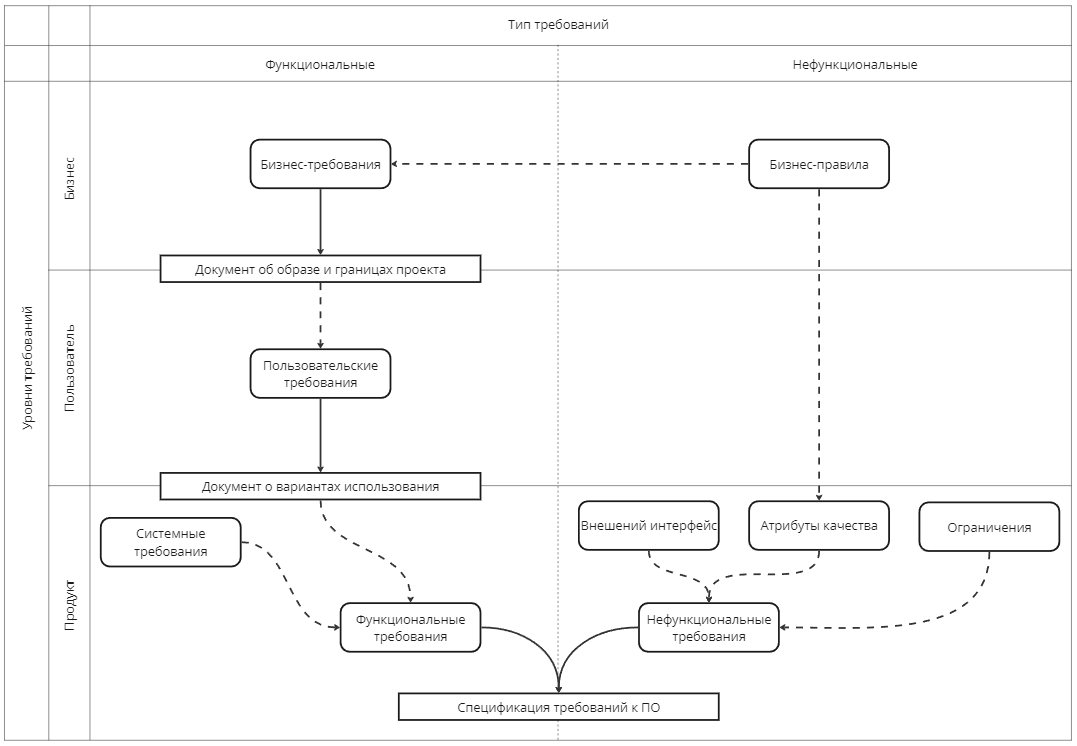 Тип требований
Функциональные
Нефункциональные
Уровни требований
Бизнес
Бизнес-требования
Бизнес-правила
Документ об образе и границах проекта
Пользователь
Пользовательские
требования
Документ о вариантах использования
Продукт
Системные
требования
Внешений интерфейс
Атрибуты качества
Ограничения
Функциональные
требования
Нефункциональные
требования
Спецификация требований к ПО